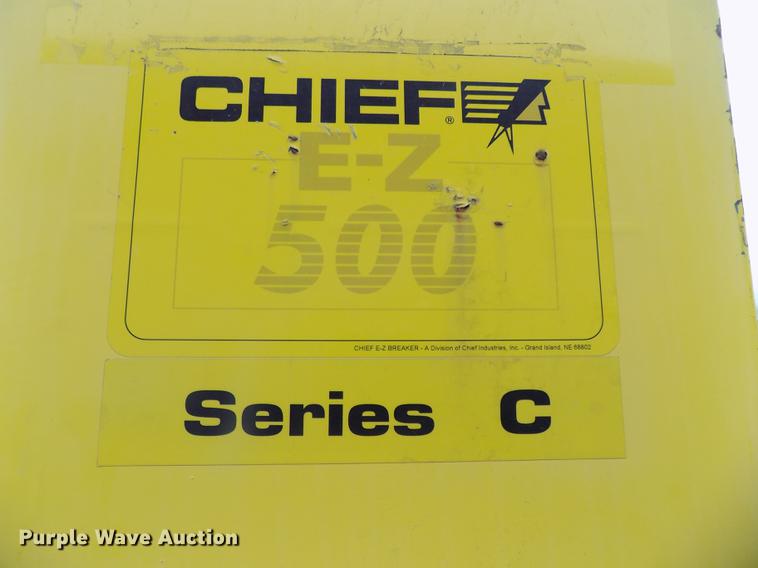 CHIEF®
E-Z
500
CHIEF E-Z BREAKER - A Division of Chief Industries, Inc. - Grand Island, NE 68802
Series C
Purple Wave Auction®